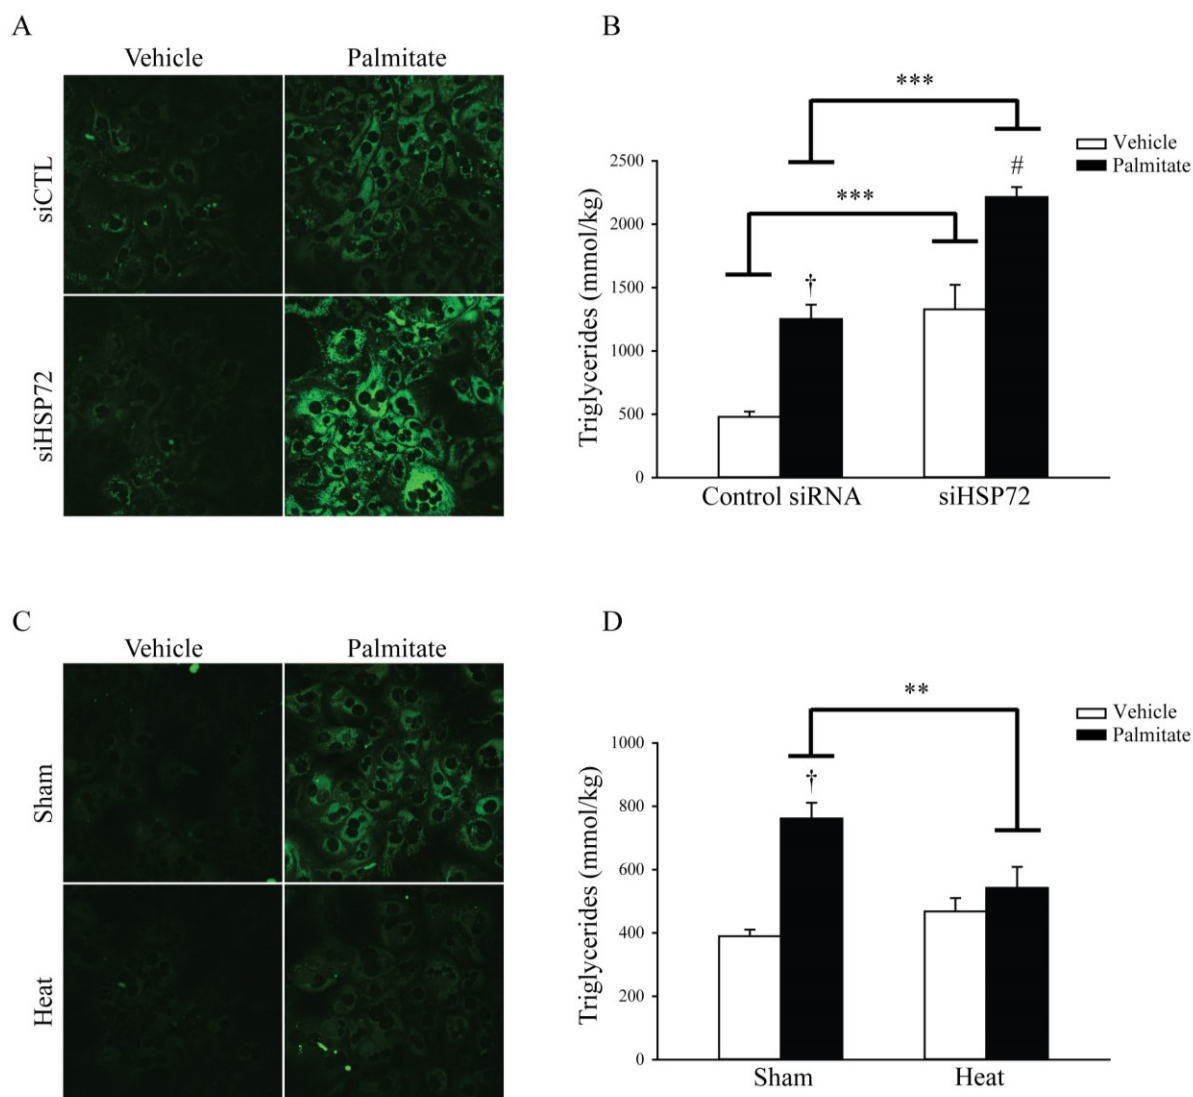 A
Vehicle Palmitate
siCTL
siHSP72
B
***
***
Vehicle
Palmitate
#
†
Triglycerides (mmol/kg)
2500
2000
1500
1000
500
0
Control siRNA siHSP72
C
Vehicle Palmitate
Sham
Heat
D
**
Vehicle
Palmitate
†
Triglycerides (mmol/kg)
1000
800
600
400
200
0
Sham Heat